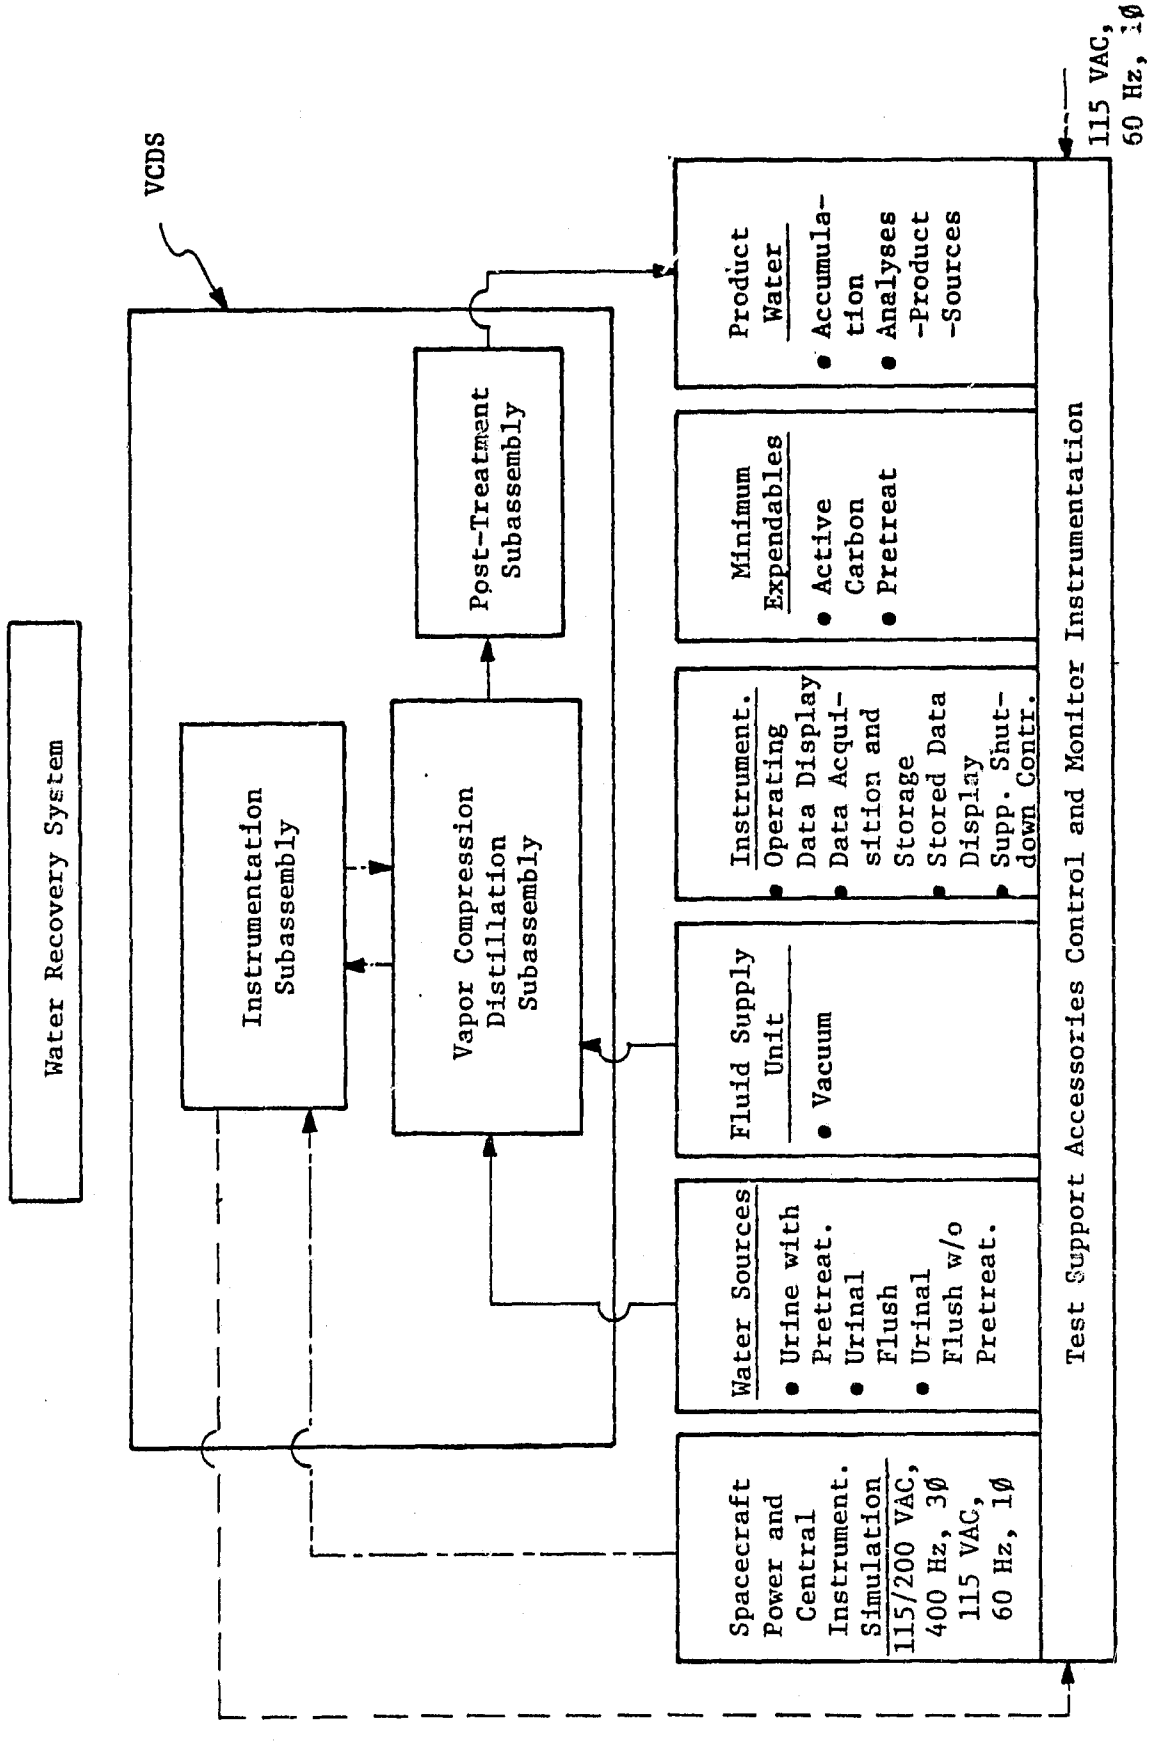 Water Recovery System
VCDS
Instrumentation
Subassembly
Vapor Compression
Distillation
Subassembly
Post-Treatment
Subassembly
Spacecraft
Power and
Central
Instrument.
Simulation
115/200 VAC,
400 Hz, 3Ø
115 VAC,
60 Hz, 1Ø
Water Sources
● Urine with
Pretreat.
● Urinal
Flush
● Urinal
Flush w/o
Pretreat.
Fluid Supply
Unit
● Vacuum
Instrument.
● Operating
Data Display
● Data Acqui-
sition and
Storage
● Stored Data
Display
● Supp. Shut-
down Contr.
Minimum
Expendables
● Active
Carbon
● Pretreat
Product
Water
● Accumula-
tion
● Analyses
-Product
-Sources
Test Support Accessories Control and Monitor Instrumentation
115 VAC,
60 Hz, 1Ø